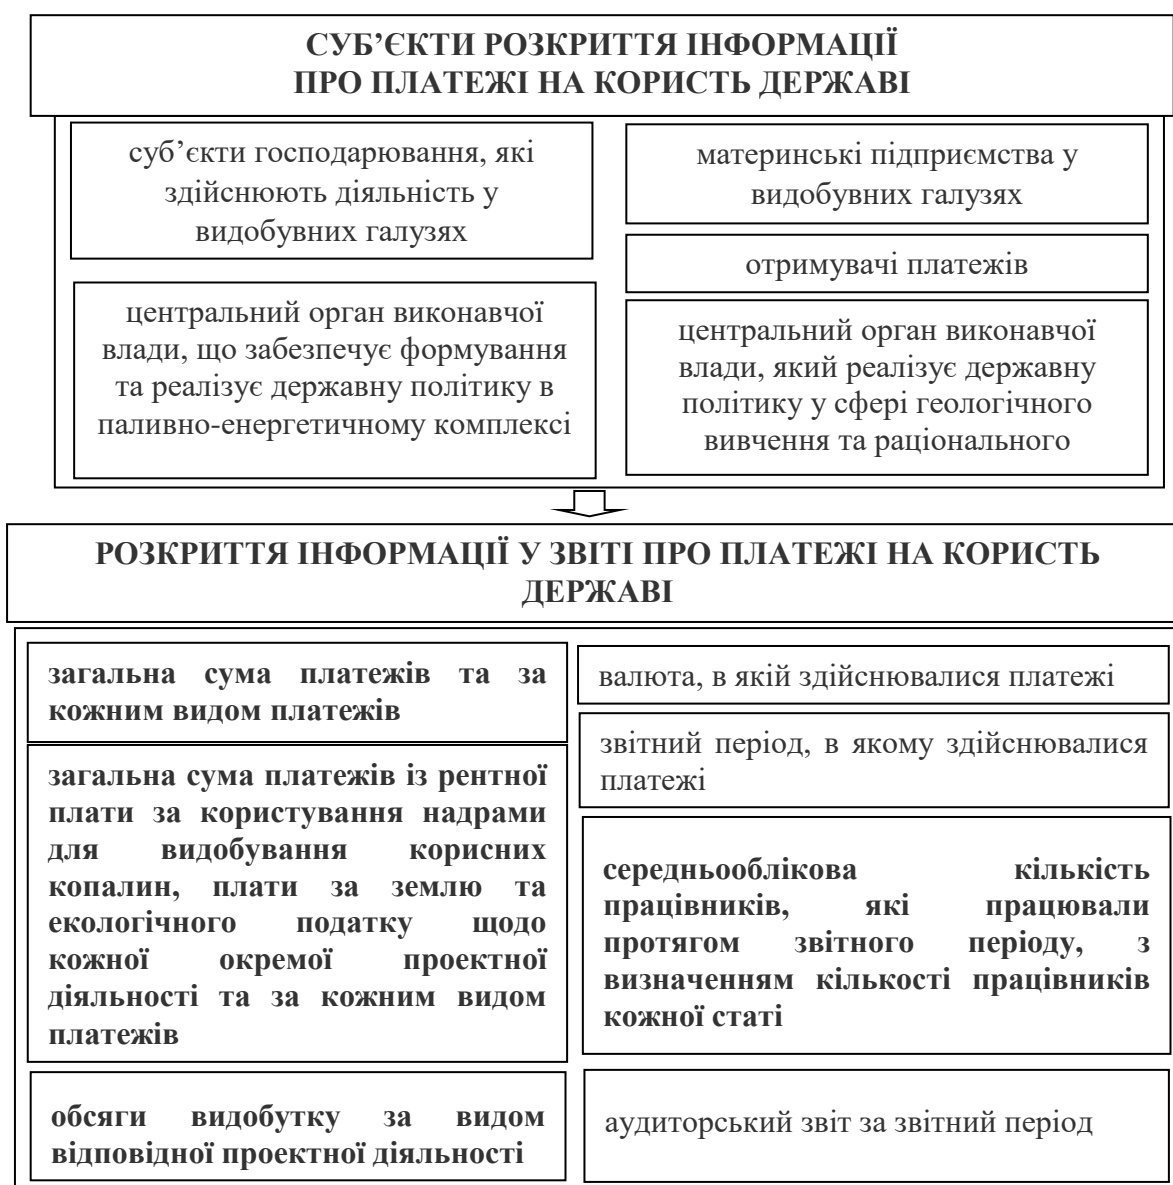 СУБ’ЄКТИ РОЗКРИТТЯ ІНФОРМАЦІЇ
ПРО ПЛАТЕЖІ НА КОРИСТЬ ДЕРЖАВІ
суб’єкти господарювання, які
здійснюють діяльність у
видобувних галузях
материнські підприємства у
видобувних галузях
отримувачі платежів
центральний орган виконавчої
влади, що забезпечує формування
та реалізує державну політику в
паливно-енергетичному комплексі
центральний орган виконавчої
влади, який реалізує державну
політику у сфері геологічного
вивчення та раціонального
РОЗКРИТТЯ ІНФОРМАЦІЇ У ЗВІТІ ПРО ПЛАТЕЖІ НА КОРИСТЬ
ДЕРЖАВІ
загальна сума платежів та за
кожним видом платежів
загальна сума платежів із рентної
плати за користування надрами
для видобування корисних
копалин, плати за землю та
екологічного податку щодо
кожної окремої проектної
діяльності та за кожним видом
платежів
обсяги видобутку за видом
відповідної проектної діяльності
валюта, в якій здійснювалися платежі
звітний період, в якому здійснювалися
платежі
середньооблікова кількість
працівників, які працювали
протягом звітного періоду, з
визначенням кількості працівників
кожної статі
аудиторський звіт за звітний період